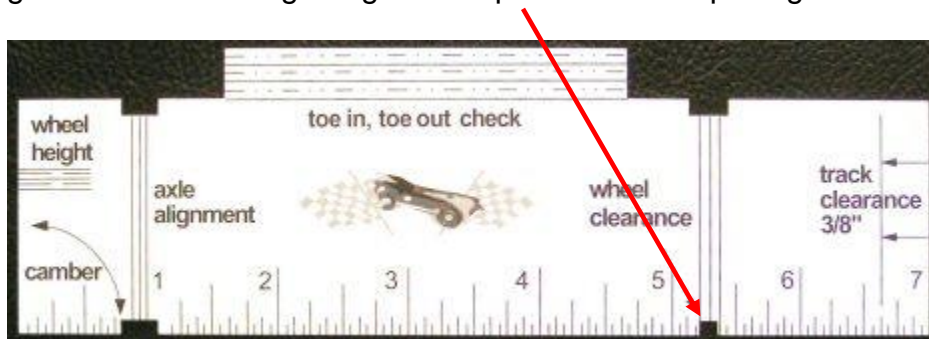 toe in, toe out check
wheel
height
axle
alignment
wheel
clearance
track
clearance
3/8"
camber
1 2 3 4 5 6 7